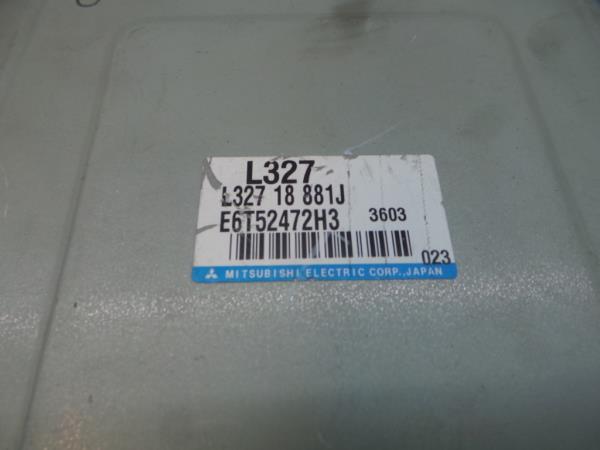 L327
L327 18 881J
E6T52472H3 3603
023
MITSUBISHI ELECTRIC CORP.,JAPAN